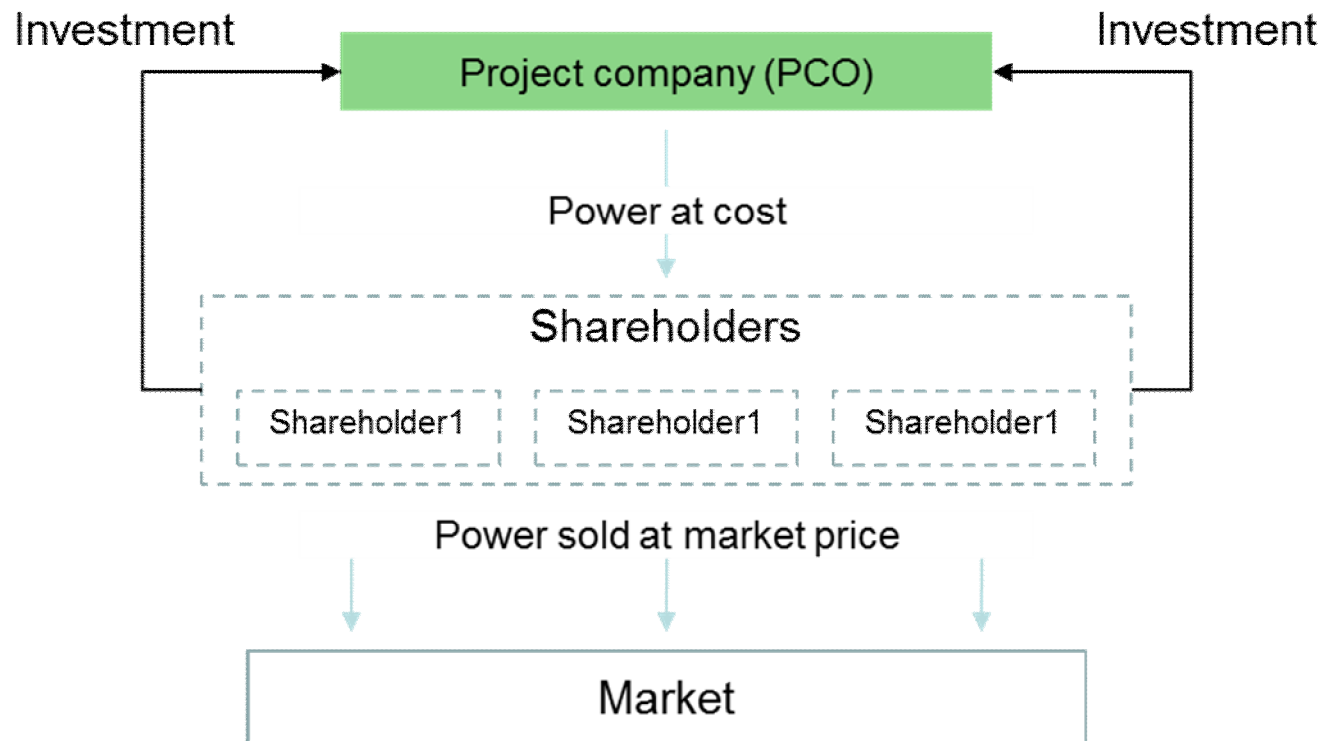 Investment
Investment
Project company (PCO)
Power at cost
Shareholders
Shareholder1
Shareholder1
Shareholder1
Power sold at market price
Market